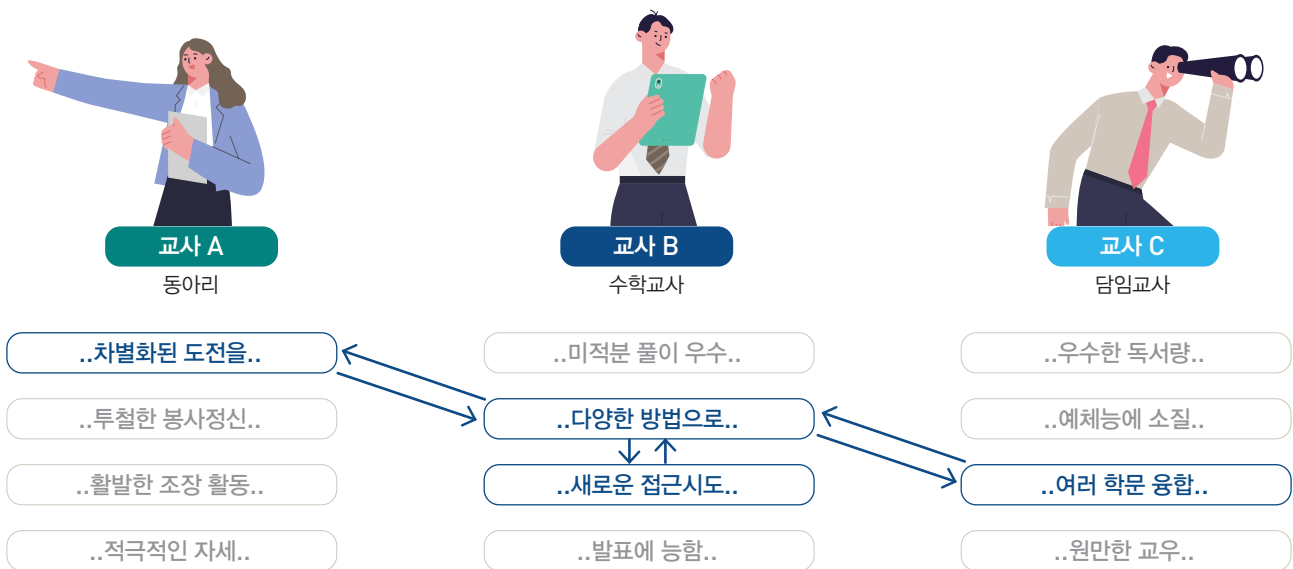 교사 A
동아리
교사 B
수학교사
교사 C
담임교사
..차별화된 도전을..
..미적분 풀이 우수..
..우수한 독서량..
..투철한 봉사정신..
..다양한 방법으로..
..예체능에 소질..
..활발한 조장 활동..
..새로운 접근시도..
..여러 학문 융합..
..적극적인 자세..
..발표에 능함..
..원만한 교우..